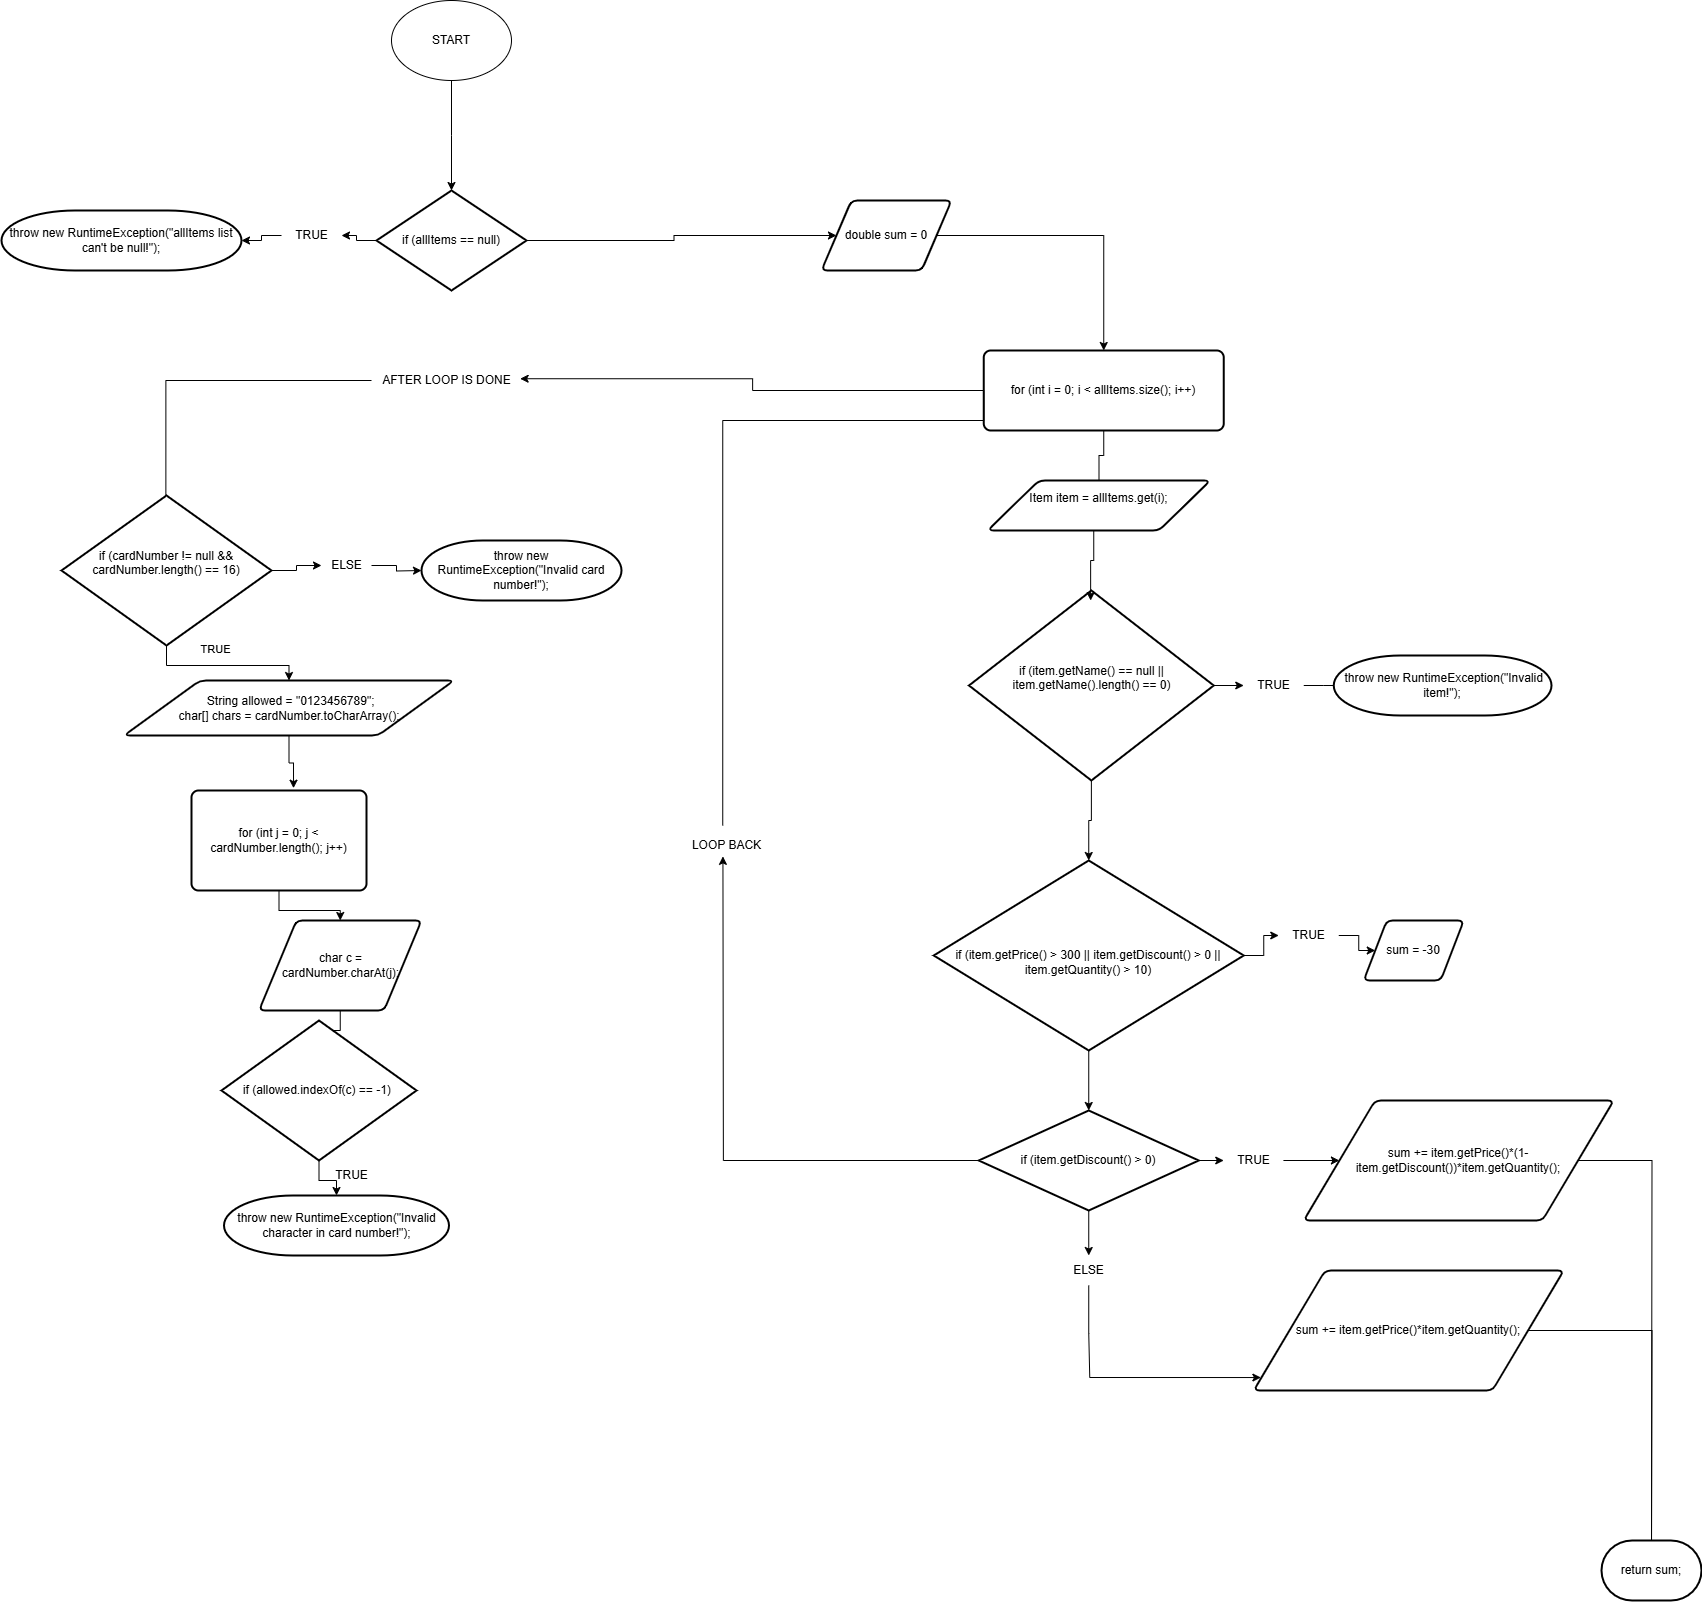 START
throw new RuntimeException("allItems list
can't be null!");
TRUE
if (allItems == null)
double sum = 0
for (int i = 0; i < allItems.size(); i++)
AFTER LOOP IS DONE
Item item = allItems.get(i);
if (cardNumber != null &&
cardNumber.length() == 16)
ELSE
throw new
RuntimeException("Invalid card
number!");
TRUE
String allowed = "0123456789";
char[] chars = cardNumber.toCharArray();
if (item.getName() == null ||
item.getName().length() == 0)
TRUE
throw new RuntimeException("Invalid
item!");
for (int j = 0; j <
cardNumber.length(); j++)
LOOP BACK
char c =
cardNumber.charAt(j);
if (item.getPrice() > 300 || item.getDiscount() > 0 ||
item.getQuantity() > 10)
TRUE
sum = -30
if (allowed.indexOf(c) == -1)
TRUE
throw new RuntimeException("Invalid
character in card number!");
if (item.getDiscount() > 0)
TRUE
sum += item.getPrice()*(1-
item.getDiscount())*item.getQuantity();
ELSE
sum += item.getPrice()*item.getQuantity();
return sum;